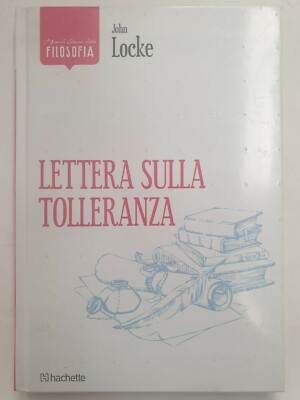 FILOSOFIA
John
Locke
LETTERA SULLA
TOLLERANZA
hachette